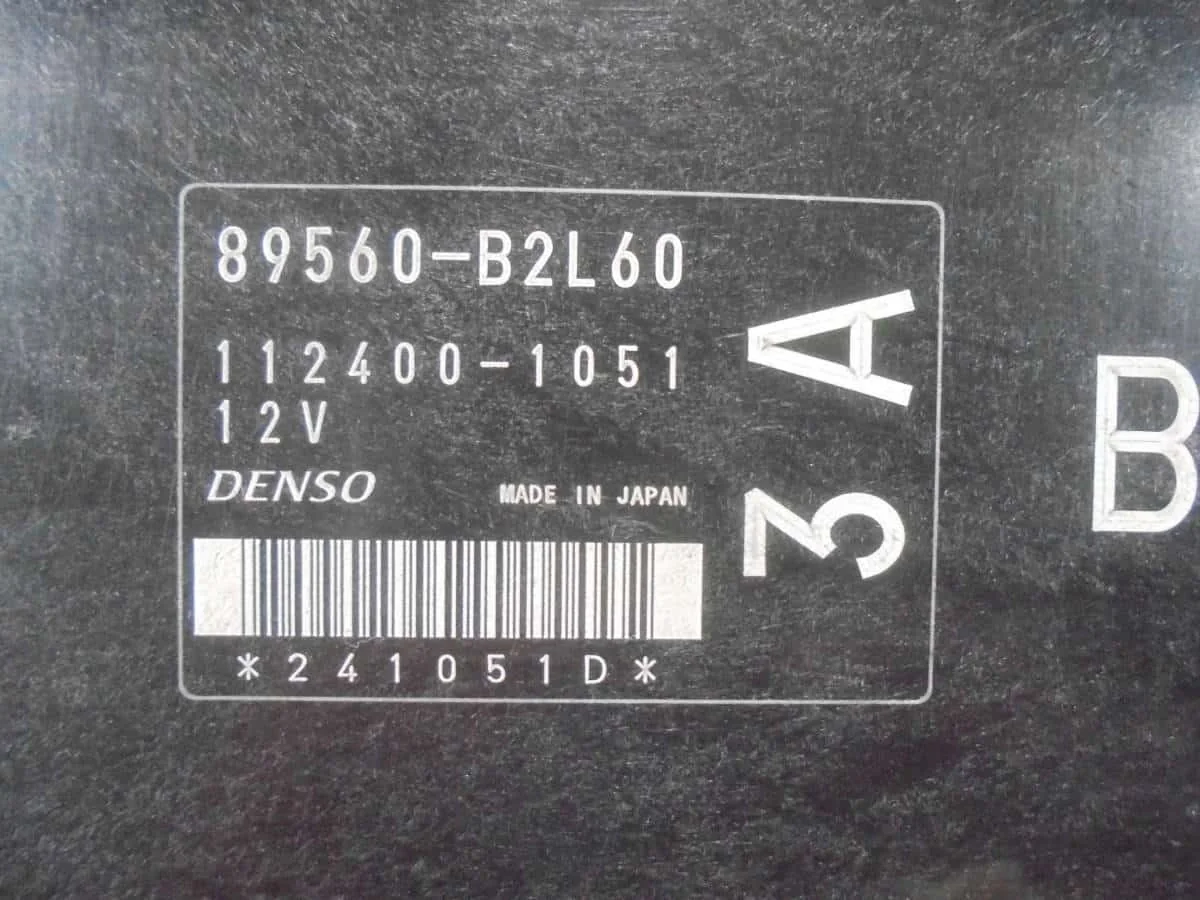 89560-B2L60
112400-1051
12V
DENSO MADE IN JAPAN
*241051D*
3A
B